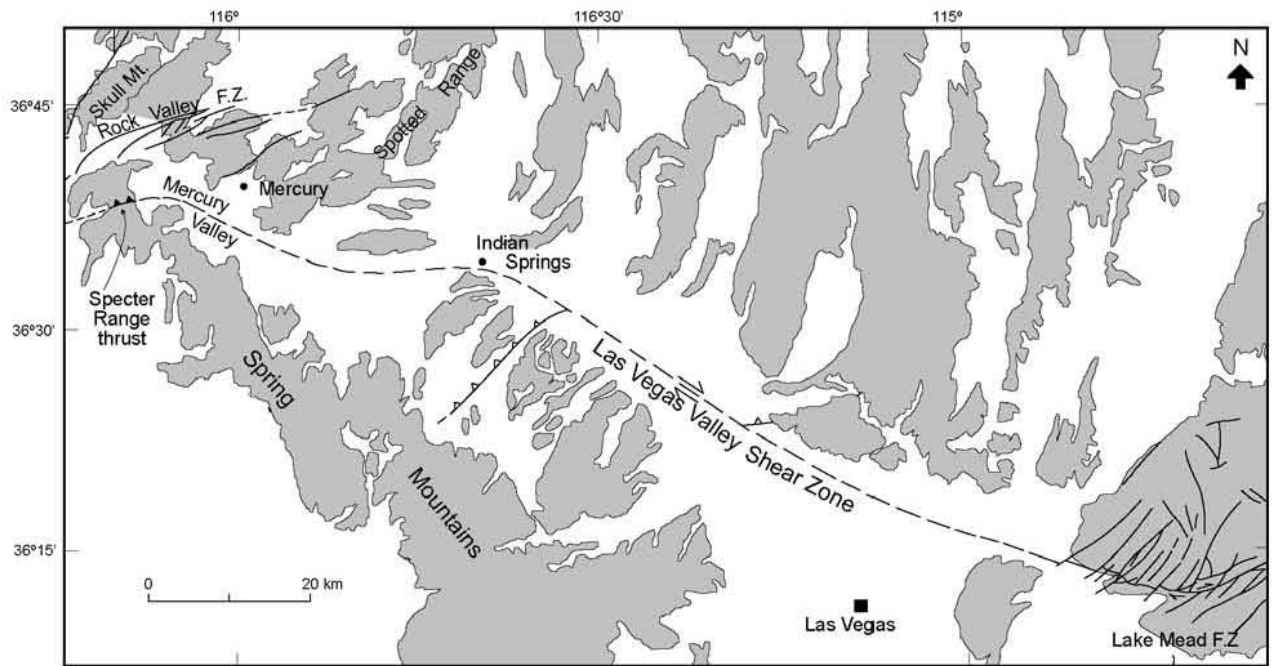 116°
116°30'
115°
N
36°45'
36°30'
36°15'
Skull Mt.
Rock Valley F.Z.
Spotted Range
Mercury
Mercury
Valley
Indian
Springs
Specter
Range
thrust
Spring
Mountains
Las Vegas Valley Shear Zone
0 20 km
Las Vegas
Lake Mead F.Z